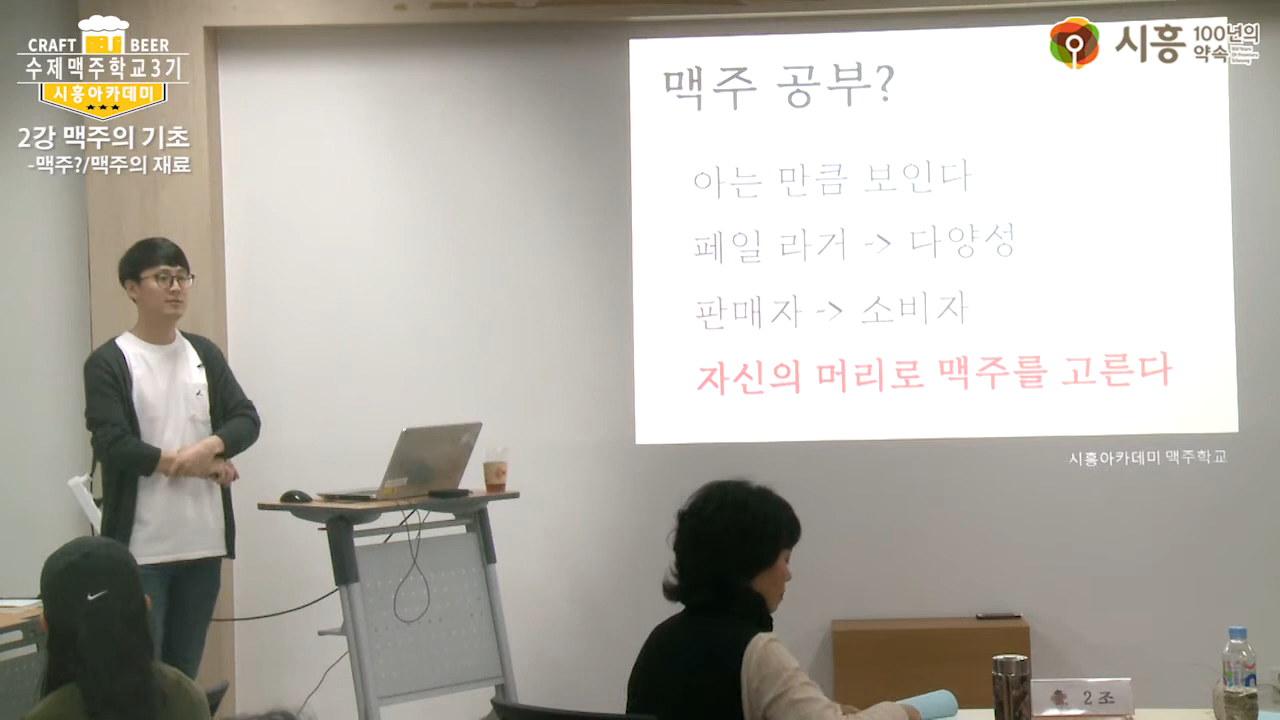 CRAFT BEER
수제맥주학교3기
시흥아카데미
2강 맥주의 기초
-맥주?/맥주의 재료
시흥 100년의
약속
맥주 공부?
아는 만큼 보인다
페일 라거 -> 다양성
판매자 -> 소비자
자신의 머리로 맥주를 고른다
시흥아카데미 맥주학교
2조